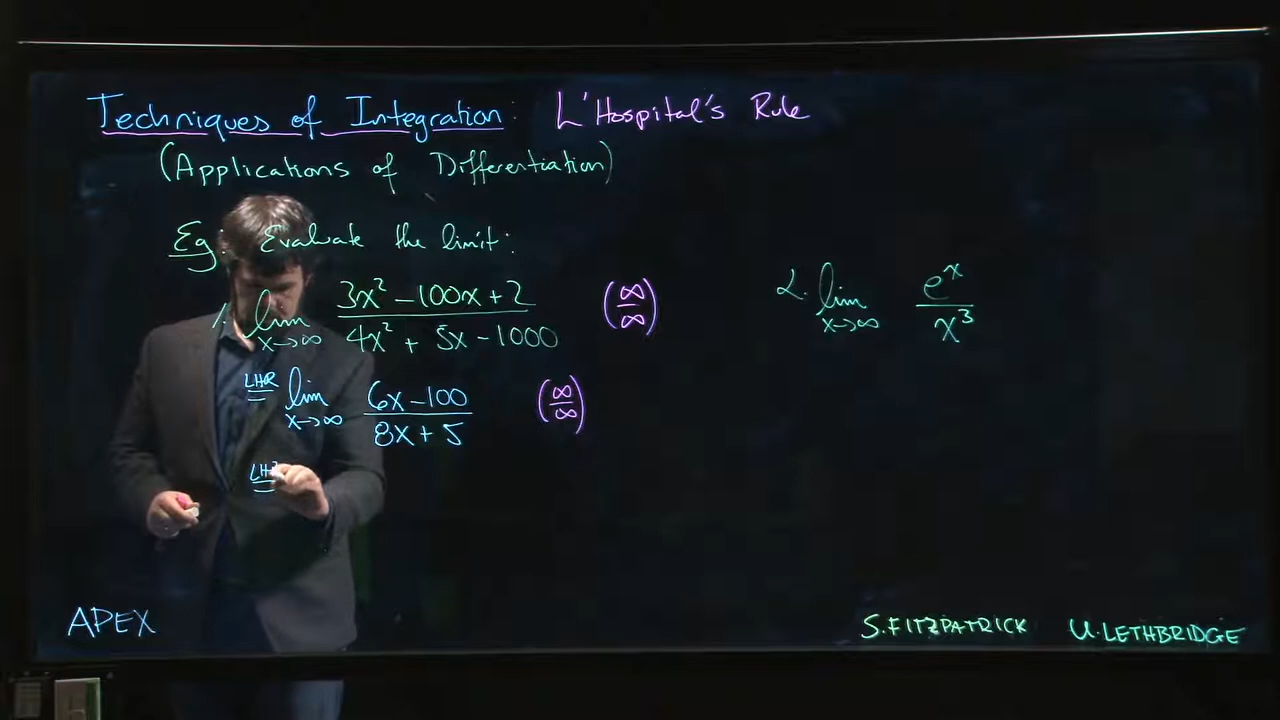 Techniques of Integration: L'Hospital's Rule
(Applications of Differentiation)
Eg: Evaluate the limit:
1. lim x→∞ (3x² - 100x + 2)/(4x² + 5x - 1000) (∞/∞)
LHR = lim x→∞ (6x - 100)/(8x + 5) (∞/∞)
2. lim x→∞ e^x/x³
APEX
S. FITZPATRICK U. LETHBRIDGE